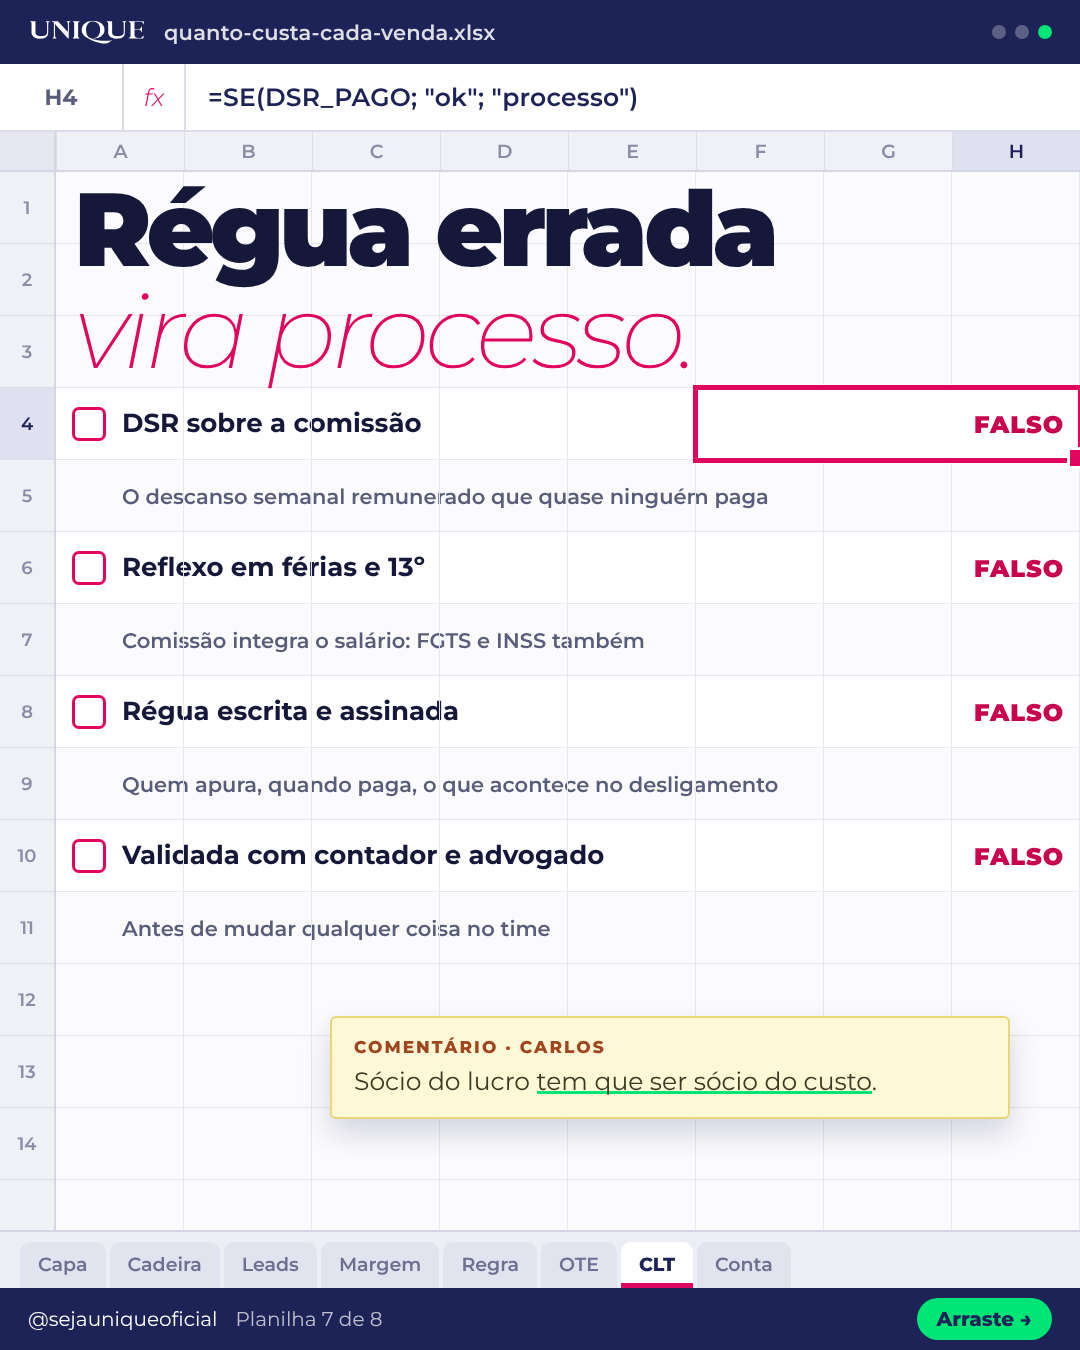 UNIQUE quanto-custa-cada-venda.xlsx
H4 fx =SE(DSR_PAGO; "ok"; "processo")
A B C D E F G H
1 Régua errada
2
3 vira processo.
4 DSR sobre a comissão FALSO
5 O descanso semanal remunerado que quase ninguém paga
6 Reflexo em férias e 13º FALSO
7 Comissão integra o salário: FGTS e INSS também
8 Régua escrita e assinada FALSO
9 Quem apura, quando paga, o que acontece no desligamento
10 Validada com contador e advogado FALSO
11 Antes de mudar qualquer coisa no time
12
COMENTÁRIO · CARLOS
13 Sócio do lucro tem que ser sócio do custo.
14
Capa Cadeira Leads Margem Regra OTE CLT Conta
@sejauniqueoficial Planilha 7 de 8 Arraste →